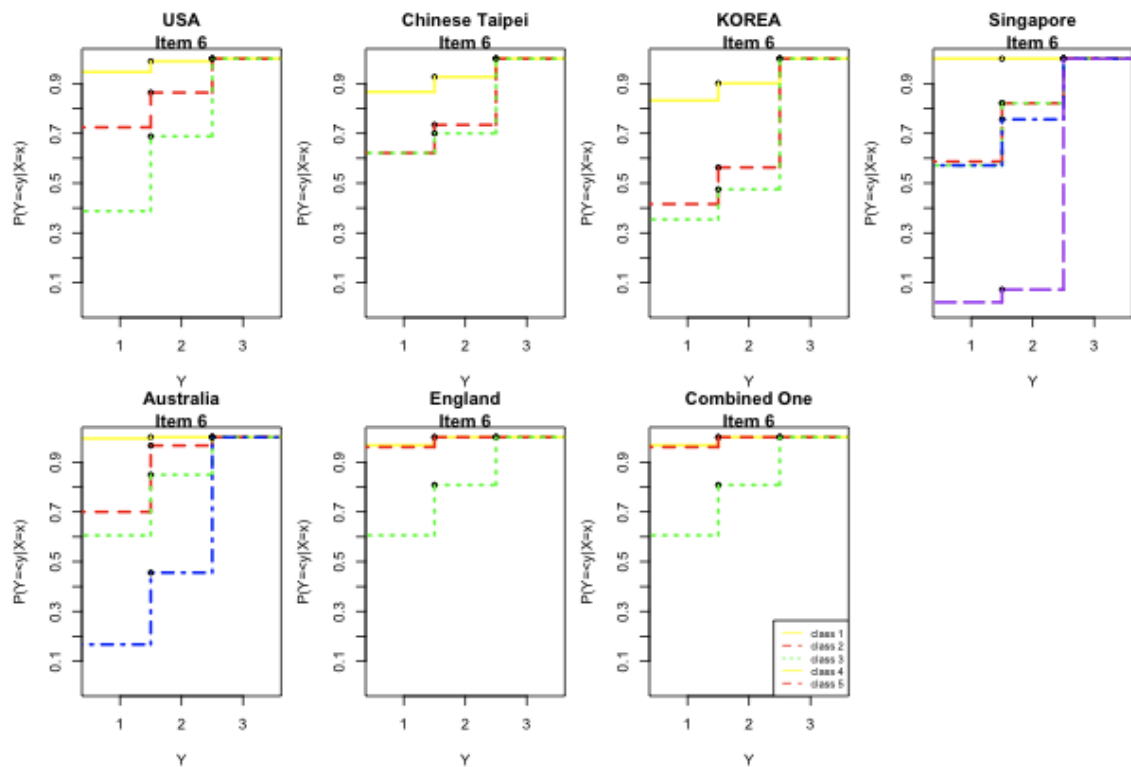 USA
Item 6
P(Y=<y|X=x)
0.9
0.7
0.5
0.3
0.1
1 2 3
Y
Chinese Taipei
Item 6
P(Y=<y|X=x)
0.9
0.7
0.5
0.3
0.1
1 2 3
Y
KOREA
Item 6
P(Y=<y|X=x)
0.9
0.7
0.5
0.3
0.1
1 2 3
Y
Singapore
Item 6
P(Y=<y|X=x)
0.9
0.7
0.5
0.3
0.1
1 2 3
Y
Australia
Item 6
P(Y=<y|X=x)
0.9
0.7
0.5
0.3
0.1
1 2 3
Y
England
Item 6
P(Y=<y|X=x)
0.9
0.7
0.5
0.3
0.1
1 2 3
Y
Combined One
Item 6
P(Y=<y|X=x)
0.9
0.7
0.5
0.3
0.1
1 2 3
Y
class 1
class 2
class 3
class 4
class 5